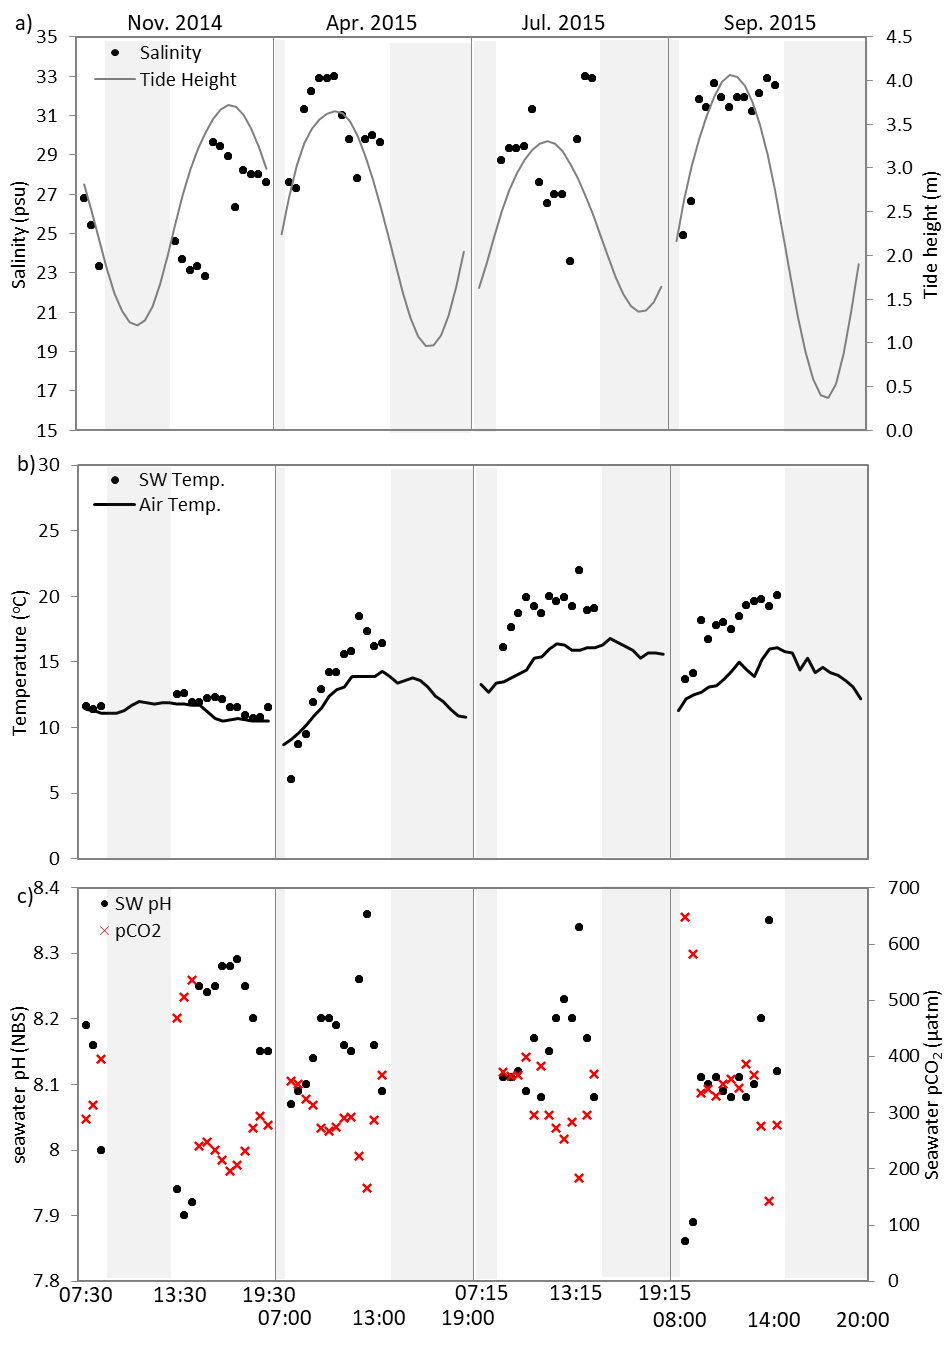 Nov. 2014 Apr. 2015 Jul. 2015 Sep. 2015
a)
35 4.5
Salinity
33 4.0
Tide Height
31 3.5
29 3.0
27 2.5
25
23 2.0
21 1.5
19 1.0
17 0.5
15 0.0
Salinity (psu)
Tide height (m)
b)
30
SW Temp.
Air Temp.
25
20
15
10
5
0
Temperature (°C)
c)
8.4 700
SW pH
pCO2
8.3 600
500
8.2
400
8.1
300
8
200
7.9
100
7.8 0
seawater pH (NBS)
Seawater pCO₂ (µatm)
07:30 13:30 19:30 07:15 13:15 19:15
07:00 13:00 19:00 08:00 14:00 20:00